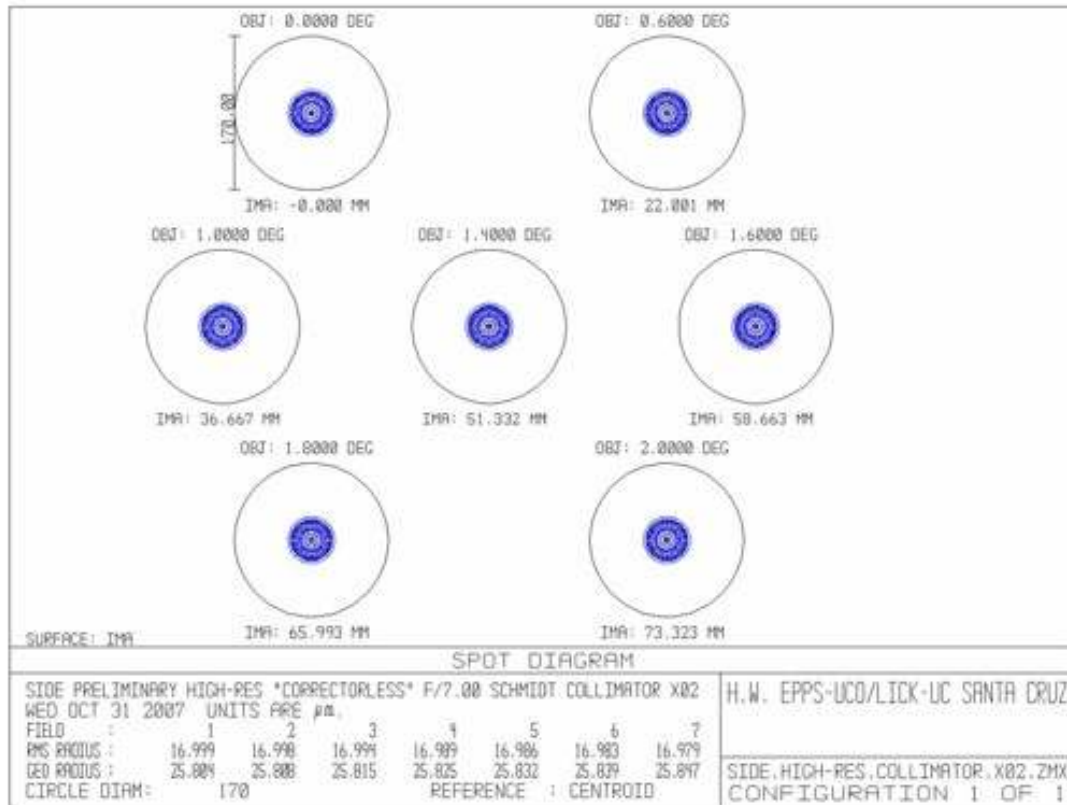 OBJ: 0.0000 DEG
OBJ: 0.6000 DEG
170.00
IMA: -0.000 MM
IMA: 22.001 MM
OBJ: 1.0000 DEG
OBJ: 1.4000 DEG
OBJ: 1.6000 DEG
IMA: 36.667 MM
IMA: 51.332 MM
IMA: 58.663 MM
OBJ: 1.8000 DEG
OBJ: 2.0000 DEG
IMA: 65.993 MM
IMA: 73.323 MM
SURFACE: IMA
SPOT DIAGRAM
SIDE PRELIMINARY HIGH-RES "CORRECTORLESS" F/7.00 SCHMIDT COLLIMATOR X02
WED OCT 31 2007 UNITS ARE µm.
FIELD : 1 2 3 4 5 6 7
RMS RADIUS : 16.999 16.998 16.994 16.989 16.986 16.983 16.979
GEO RADIUS : 25.804 25.808 25.815 25.825 25.832 25.839 25.847
CIRCLE DIAM: 170 REFERENCE : CENTROID
H.W. EPPS-UCO/LICK-UC SANTA CRUZ
SIDE.HIGH-RES.COLLIMATOR.X02.ZMX
CONFIGURATION 1 OF 1